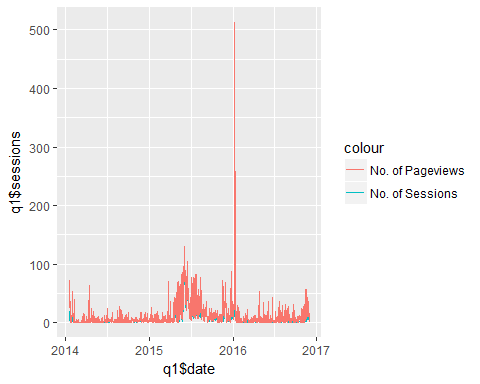 500
400
300
200
100
0
q1$sessions
2014
2015
2016
2017
q1$date
colour
No. of Pageviews
No. of Sessions